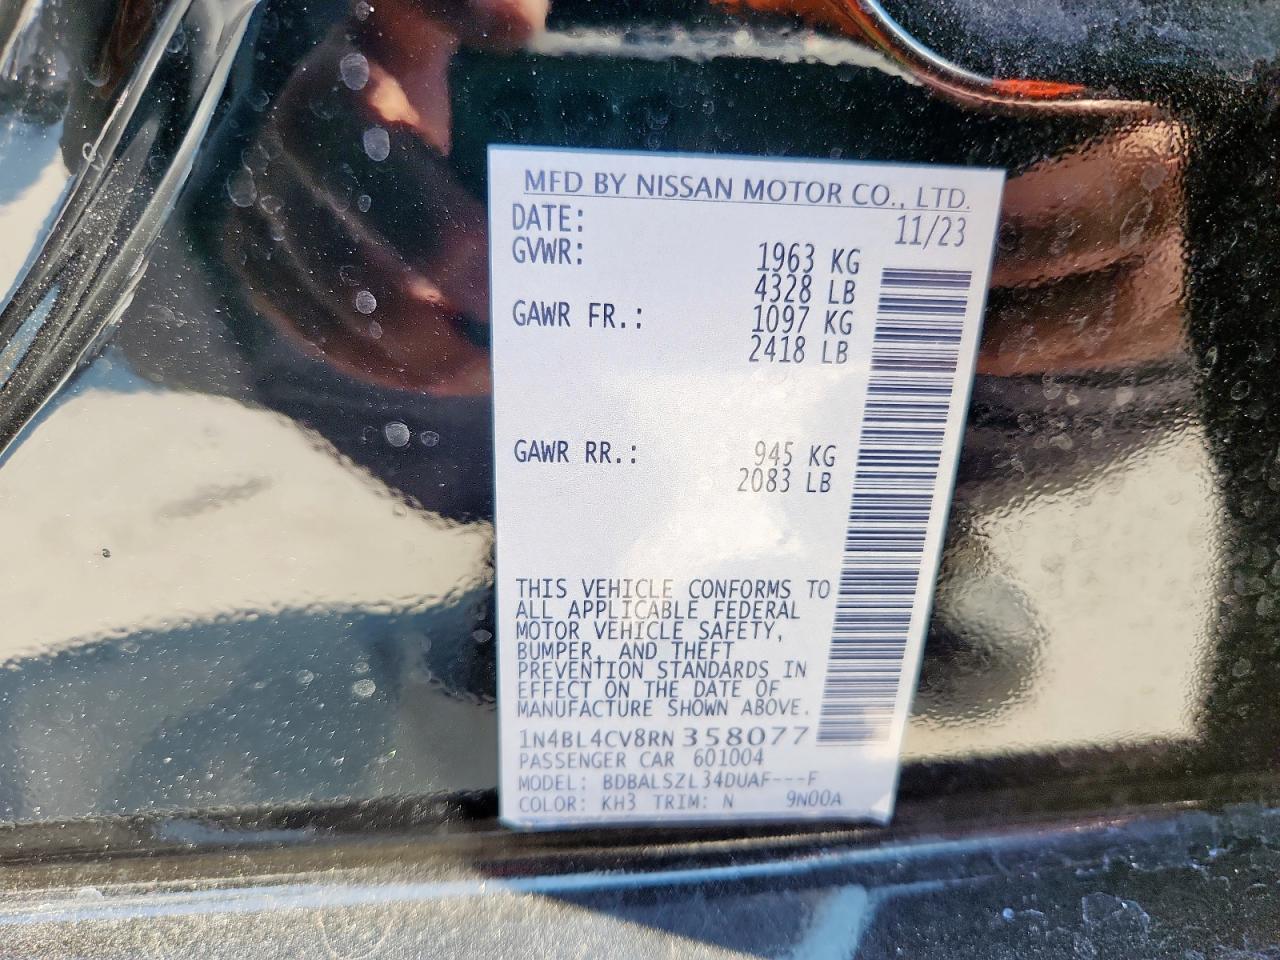 MFD BY NISSAN MOTOR CO., LTD.
DATE: 11/23
GVWR: 1963 KG
4328 LB
GAWR FR.: 1097 KG
2418 LB
GAWR RR.: 945 KG
2083 LB
THIS VEHICLE CONFORMS TO
ALL APPLICABLE FEDERAL
MOTOR VEHICLE SAFETY,
BUMPER, AND THEFT
PREVENTION STANDARDS IN
EFFECT ON THE DATE OF
MANUFACTURE SHOWN ABOVE.
1N4BL4CV8RN358077
PASSENGER CAR 601004
MODEL: BDBALSZL34DUAF---F
COLOR: KH3 TRIM: N 9N00A